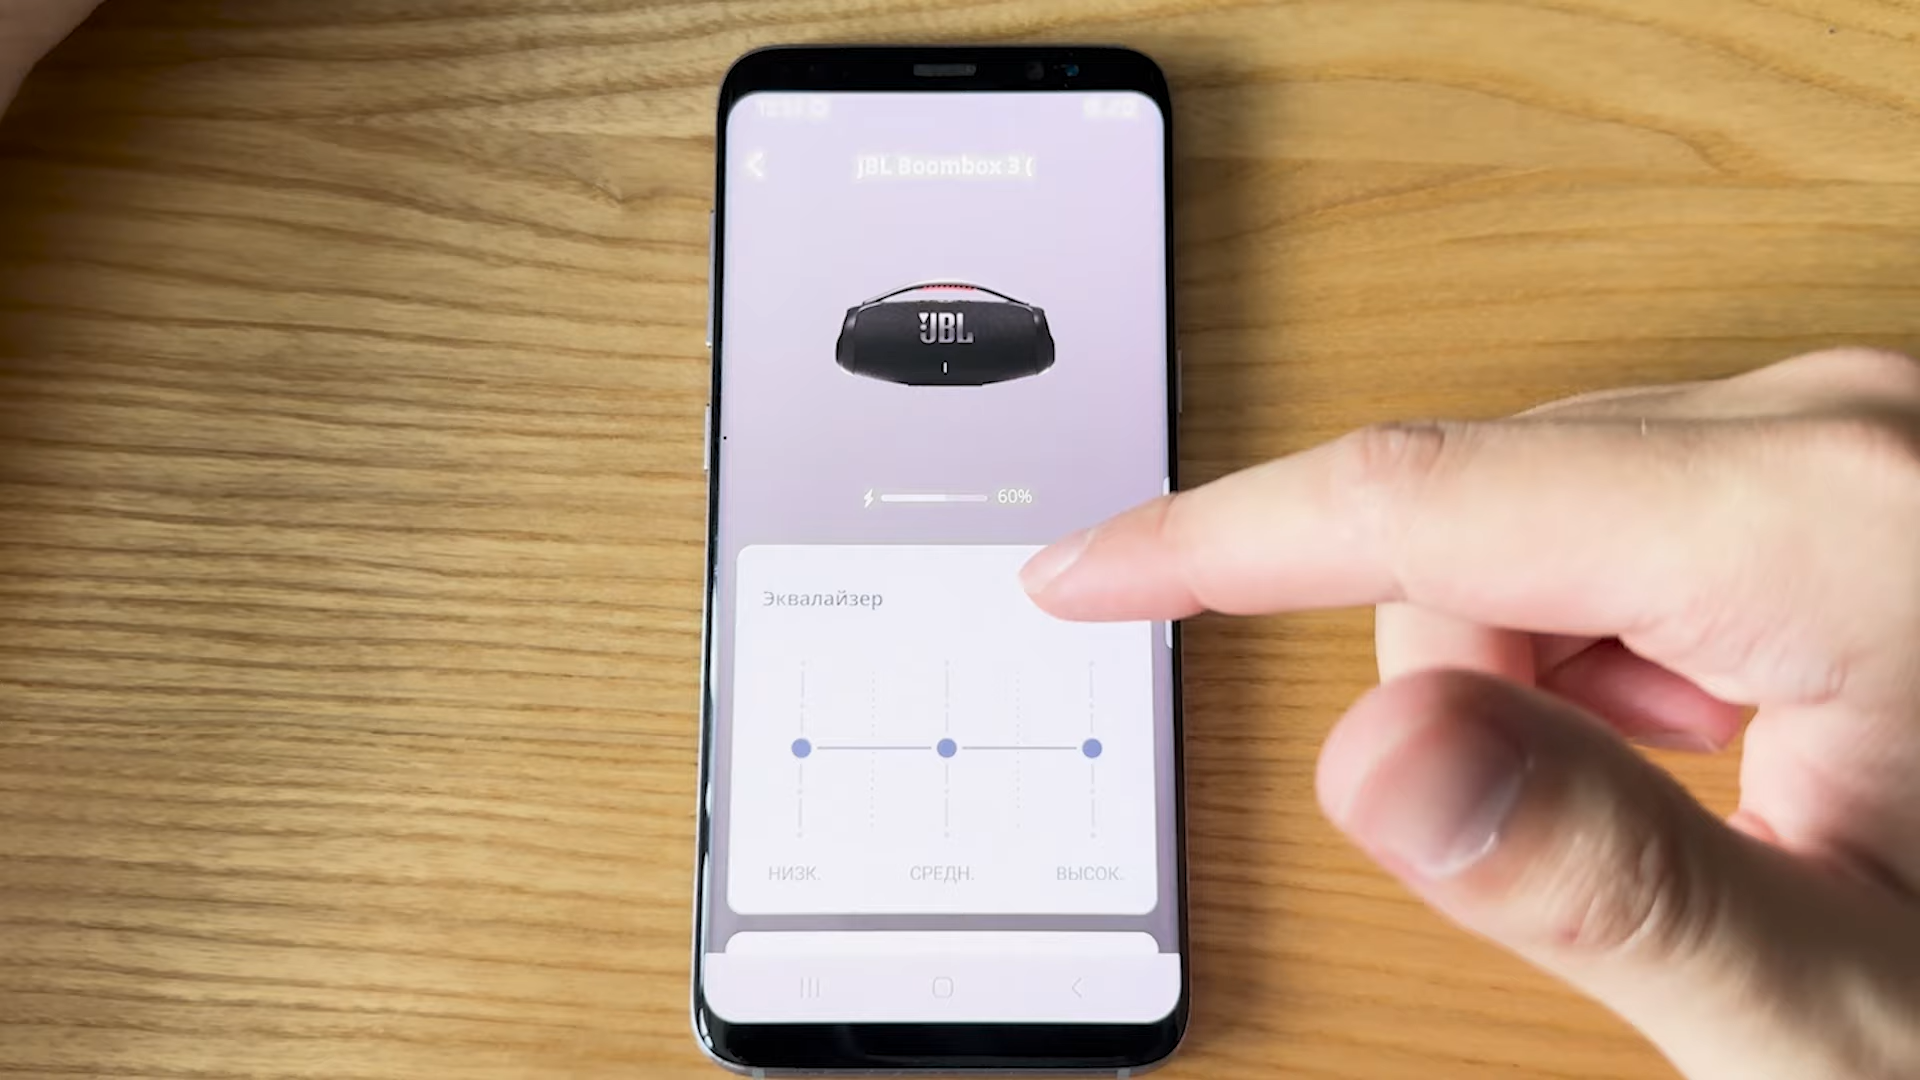 JBL Boombox 3 (
JBL
60%
Эквалайзер
НИЗК. СРЕДН. ВЫСОК.